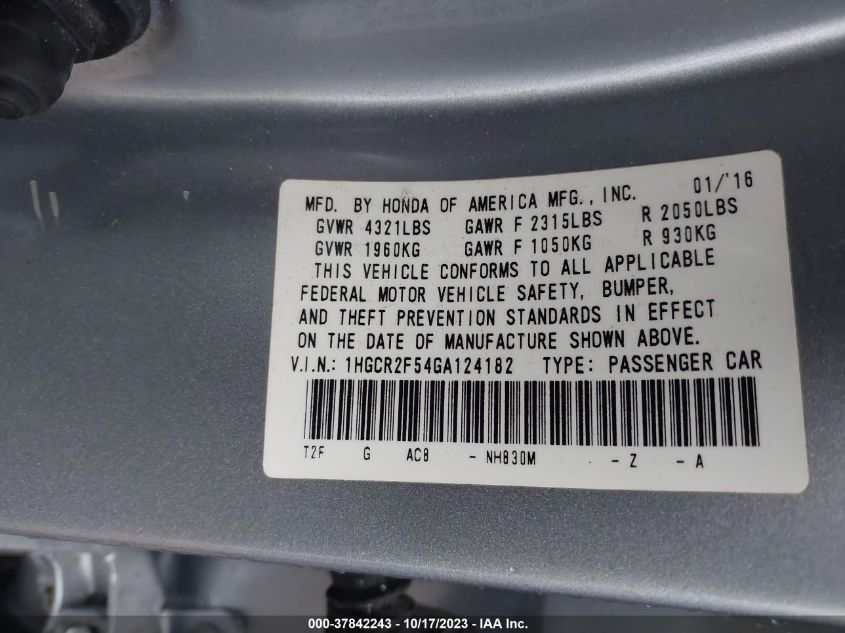 MFD. BY HONDA OF AMERICA MFG., INC. 01/'16
GVWR 4321LBS GAWR F 2315LBS R 2050LBS
GVWR 1960KG GAWR F 1050KG R 930KG
THIS VEHICLE CONFORMS TO ALL APPLICABLE
FEDERAL MOTOR VEHICLE SAFETY, BUMPER,
AND THEFT PREVENTION STANDARDS IN EFFECT
ON THE DATE OF MANUFACTURE SHOWN ABOVE.
V.I.N.: 1HGCR2F54GA124182 TYPE: PASSENGER CAR
T2F G AC8 - NH830M - Z - A
000-37842243 - 10/17/2023 - IAA Inc.